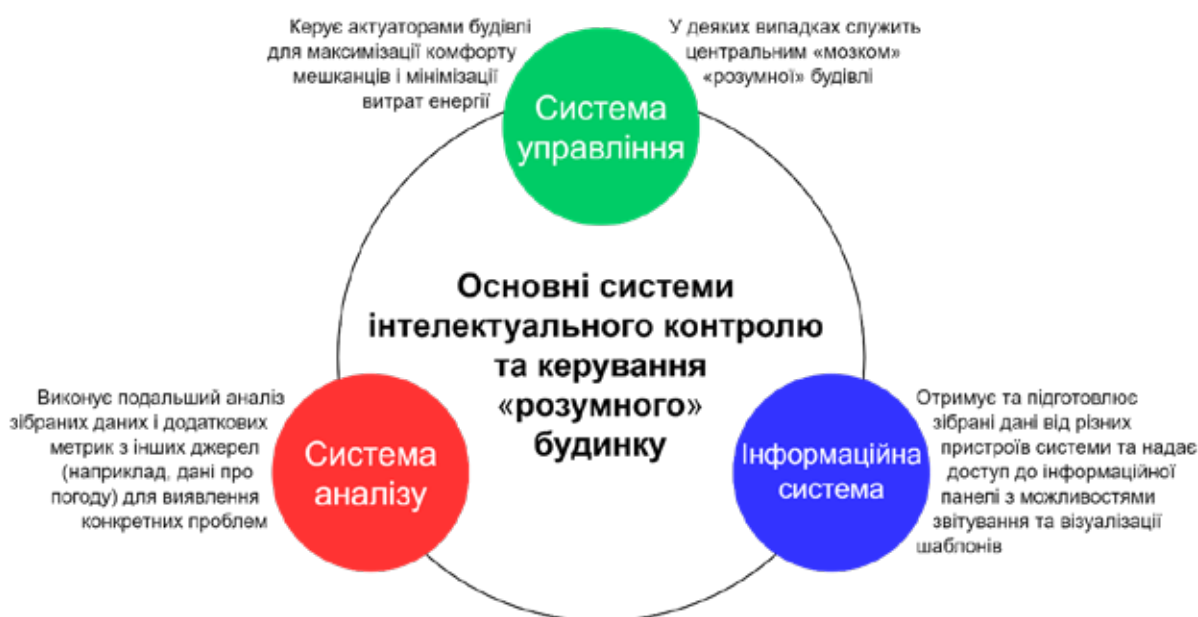 Керує актуаторами будівлі
для максимізації комфорту
мешканців і мінімізації
витрат енергії
У деяких випадках служить
центральним «мозком»
«розумної» будівлі
Система
управління
Основні системи
інтелектуального контролю
та керування
«розумного»
будинку
Виконує подальший аналіз
зібраних даних і додаткових
метрик з інших джерел
(наприклад, дані про
погоду) для виявлення
конкретних проблем
Система
аналізу
Інформаційна
система
Отримує та підготовлює
зібрані дані від різних
пристроїв системи та надає
доступ до інформаційної
панелі з можливостями
звітування та візуалізації
шаблонів